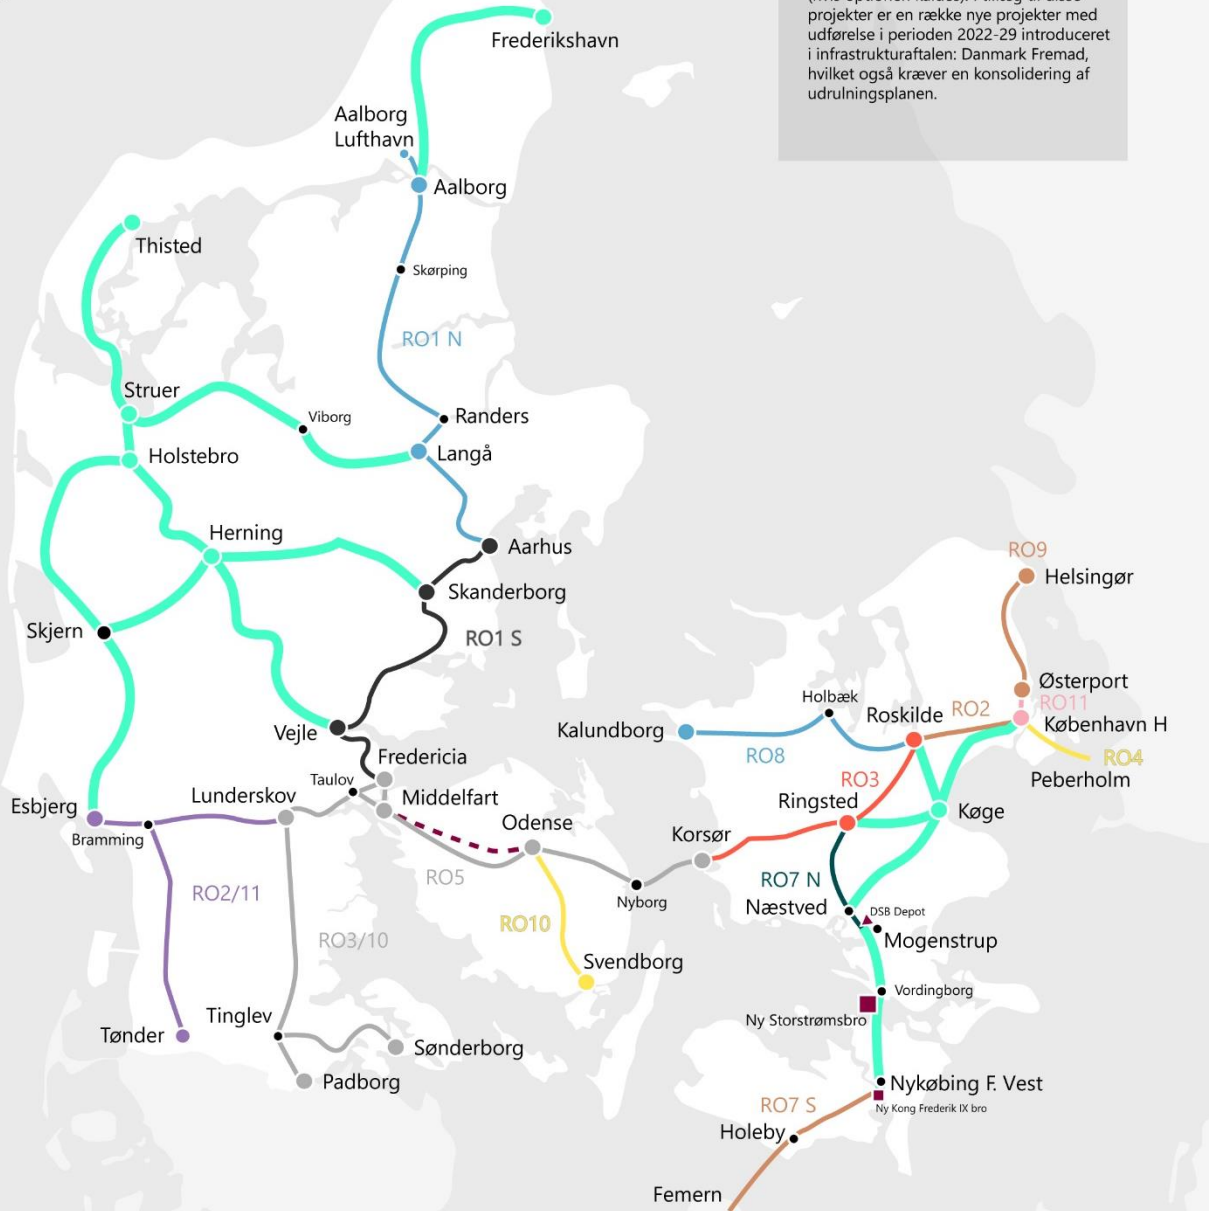 projekter er en række nye projekter med
udførelse i perioden 2022-29 introduceret
i infrastrukturaftalen: Danmark Fremad,
hvilket også kræver en konsolidering af
udrulningsplanen.
Frederikshavn
Aalborg
Lufthavn
Aalborg
Thisted
Skørping
RO1 N
Struer
Viborg
Randers
Holstebro
Langå
Herning
Aarhus
RO9
Helsingør
Skanderborg
Skjern
RO1 S
Østerport
Holbæk
RO11
Roskilde
RO2
København H
Vejle
Kalundborg
RO8
Fredericia
RO4
Taulov
RO3
Peberholm
Lunderskov
Middelfart
Ringsted
Esbjerg
Køge
Odense
Korsør
Bramming
RO5
RO7 N
RO2/11
Nyborg
Næstved
DSB Depot
RO10
RO3/10
Mogenstrup
Svendborg
Vordingborg
Tinglev
Ny Storstrømsbro
Tønder
Sønderborg
Padborg
Nykøbing F. Vest
RO7 S
Ny Kong Frederik IX bro
Holeby
Femern